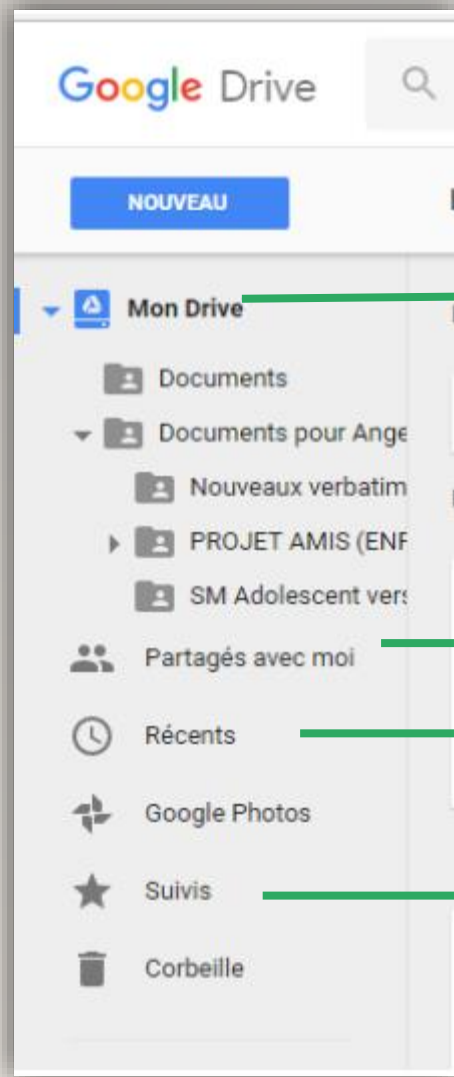 Google Drive
NOUVEAU
Mon Drive
Documents
Documents pour Ange
Nouveaux verbatim
PROJET AMIS (ENF
SM Adolescent vers
Partagés avec moi
Récents
Google Photos
Suivis
Corbeille